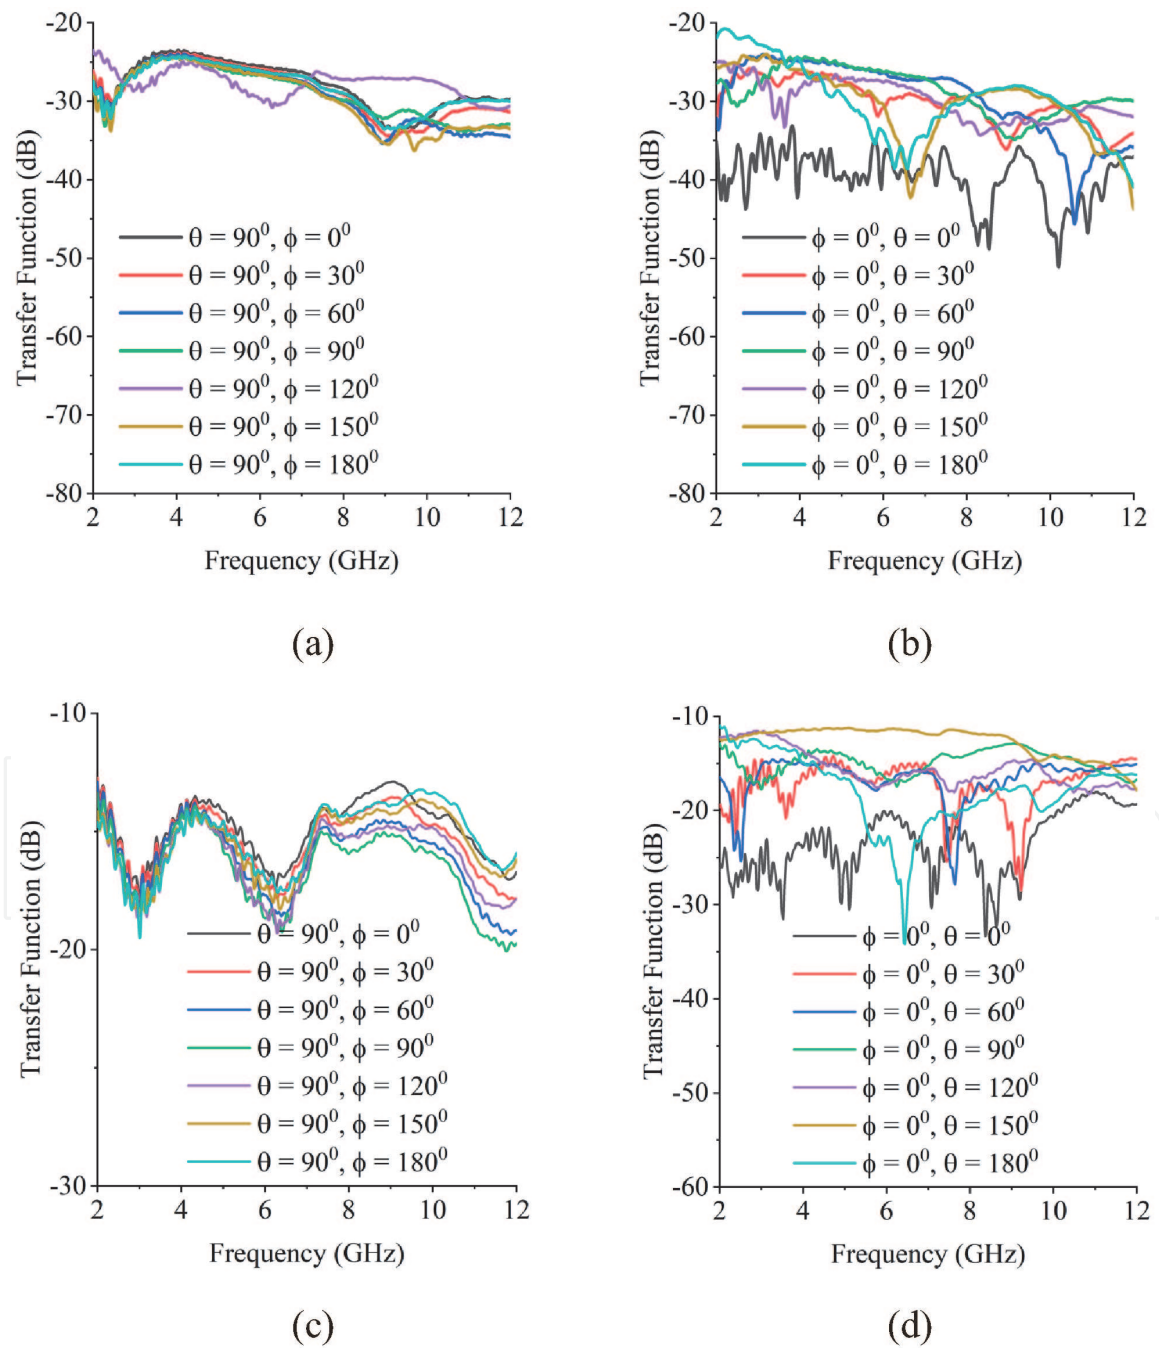 -20
-30
-40
-50
-60
-70
-80
Transfer Function (dB)
θ = 90⁰, ϕ = 0⁰
θ = 90⁰, ϕ = 30⁰
θ = 90⁰, ϕ = 60⁰
θ = 90⁰, ϕ = 90⁰
θ = 90⁰, ϕ = 120⁰
θ = 90⁰, ϕ = 150⁰
θ = 90⁰, ϕ = 180⁰
2 4 6 8 10 12
Frequency (GHz)
(a)
-20
-30
-40
-50
-60
-70
-80
Transfer Function (dB)
ϕ = 0⁰, θ = 0⁰
ϕ = 0⁰, θ = 30⁰
ϕ = 0⁰, θ = 60⁰
ϕ = 0⁰, θ = 90⁰
ϕ = 0⁰, θ = 120⁰
ϕ = 0⁰, θ = 150⁰
ϕ = 0⁰, θ = 180⁰
2 4 6 8 10 12
Frequency (GHz)
(b)
-10
-20
-30
Transfer Function (dB)
θ = 90⁰, ϕ = 0⁰
θ = 90⁰, ϕ = 30⁰
θ = 90⁰, ϕ = 60⁰
θ = 90⁰, ϕ = 90⁰
θ = 90⁰, ϕ = 120⁰
θ = 90⁰, ϕ = 150⁰
θ = 90⁰, ϕ = 180⁰
2 4 6 8 10 12
Frequency (GHz)
(c)
-10
-20
-30
-40
-50
-60
Transfer Function (dB)
ϕ = 0⁰, θ = 0⁰
ϕ = 0⁰, θ = 30⁰
ϕ = 0⁰, θ = 60⁰
ϕ = 0⁰, θ = 90⁰
ϕ = 0⁰, θ = 120⁰
ϕ = 0⁰, θ = 150⁰
ϕ = 0⁰, θ = 180⁰
2 4 6 8 10 12
Frequency (GHz)
(d)